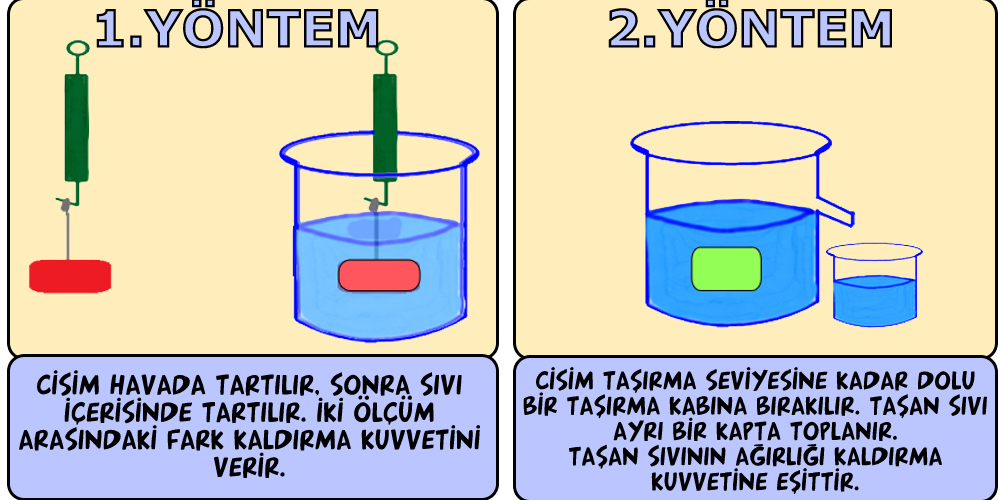 1.YÖNTEM
CİSİM HAVADA TARTILIR. SONRA SIVI
İÇERİSİNDE TARTILIR. İKİ ÖLÇÜM
ARASINDAKİ FARK KALDIRMA KUVVETİNİ
VERİR.
2.YÖNTEM
CİSİM TAŞIRMA SEVİYESİNE KADAR DOLU
BİR TAŞIRMA KABINA BIRAKILIR. TAŞAN SIVI
AYRI BİR KAPTA TOPLANIR.
TAŞAN SIVININ AĞIRLIĞI KALDIRMA
KUVVETİNE EŞİTTİR.